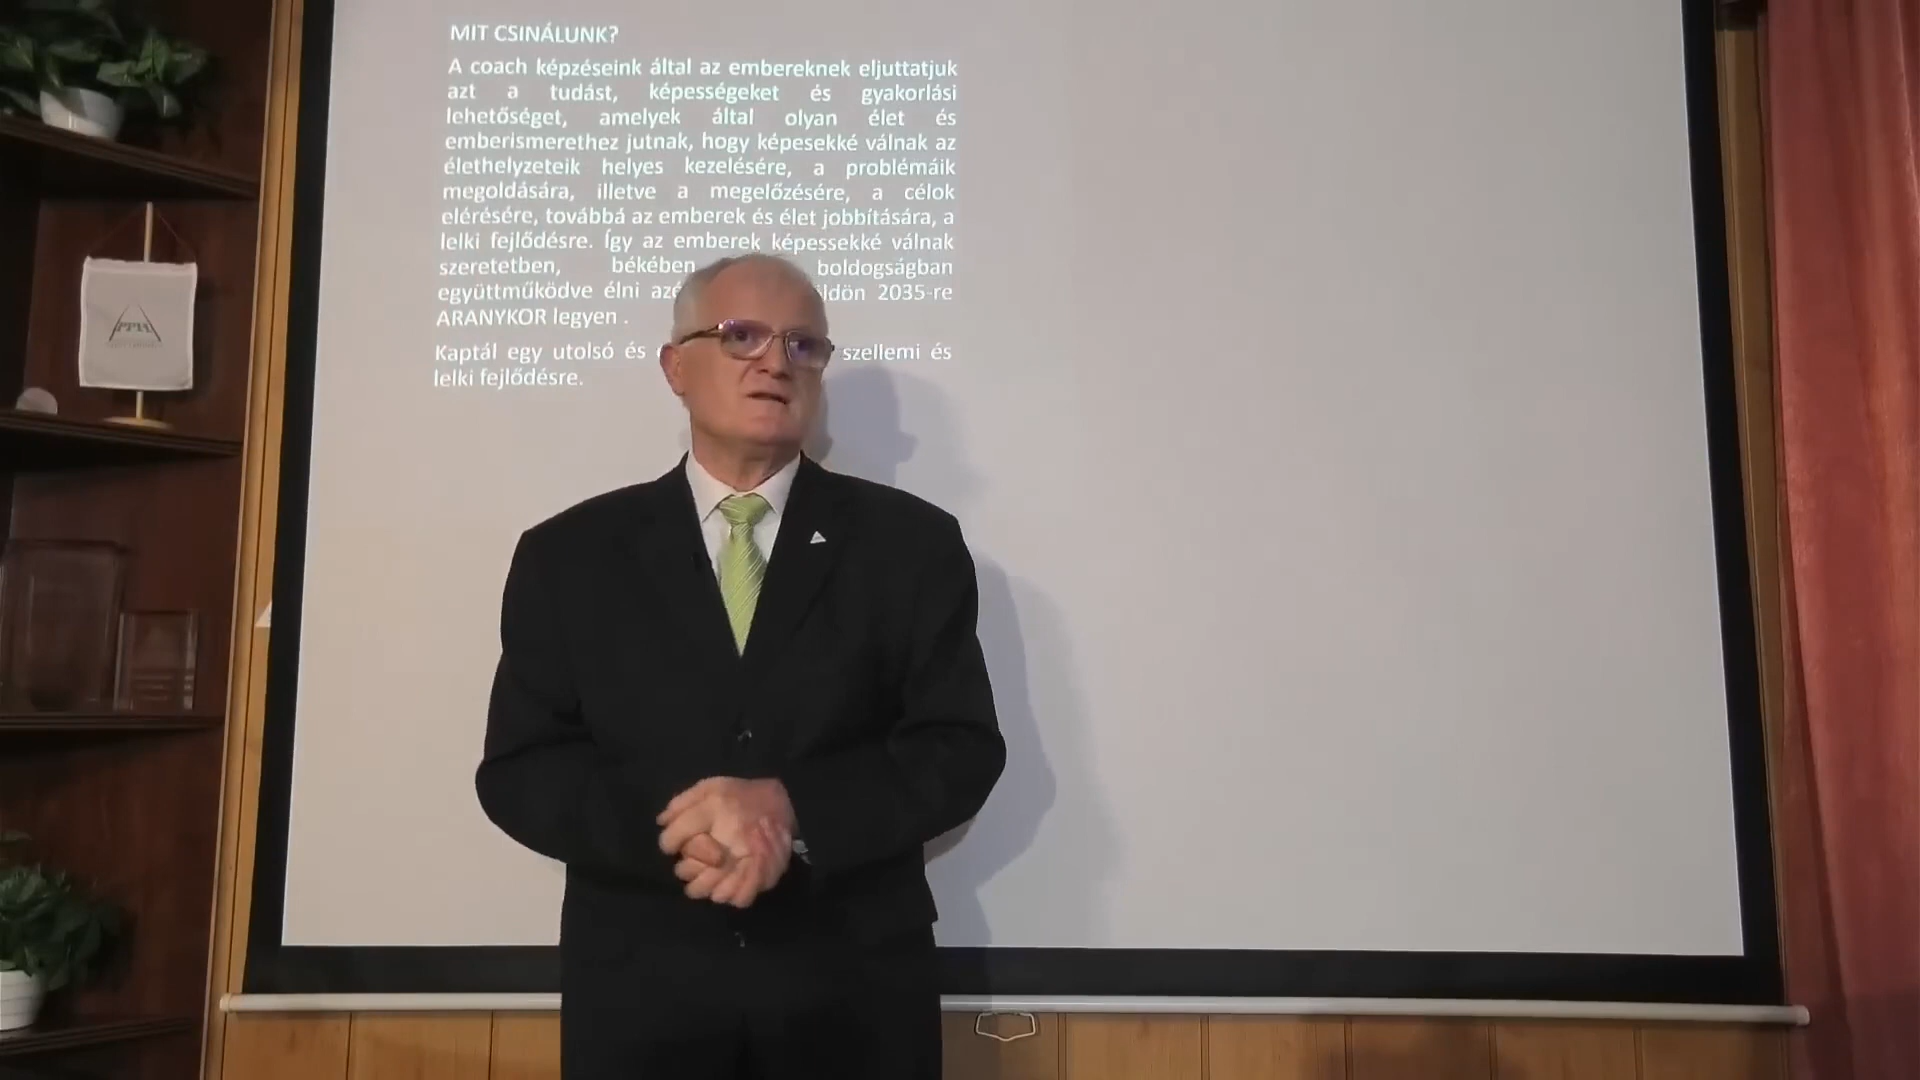 MIT CSINÁLUNK?
A coach képzéseink által az embereknek eljuttatjuk
azt a tudást, képességeket és gyakorlási
lehetőséget, amelyek által olyan élet és
emberismerethez jutnak, hogy képesekké válnak az
élethelyzeteik helyes kezelésére, a problémáik
megoldására, illetve a megelőzésére, a célok
elérésére, továbbá az emberek és élet jobbítására, a
lelki fejlődésre. Így az emberek képessekké válnak
szeretetben, békében boldogságban
együttműködve élni 2035-re
ARANYKOR legyen .
Kaptál egy utolsó és szellemi és
lelki fejlődésre.